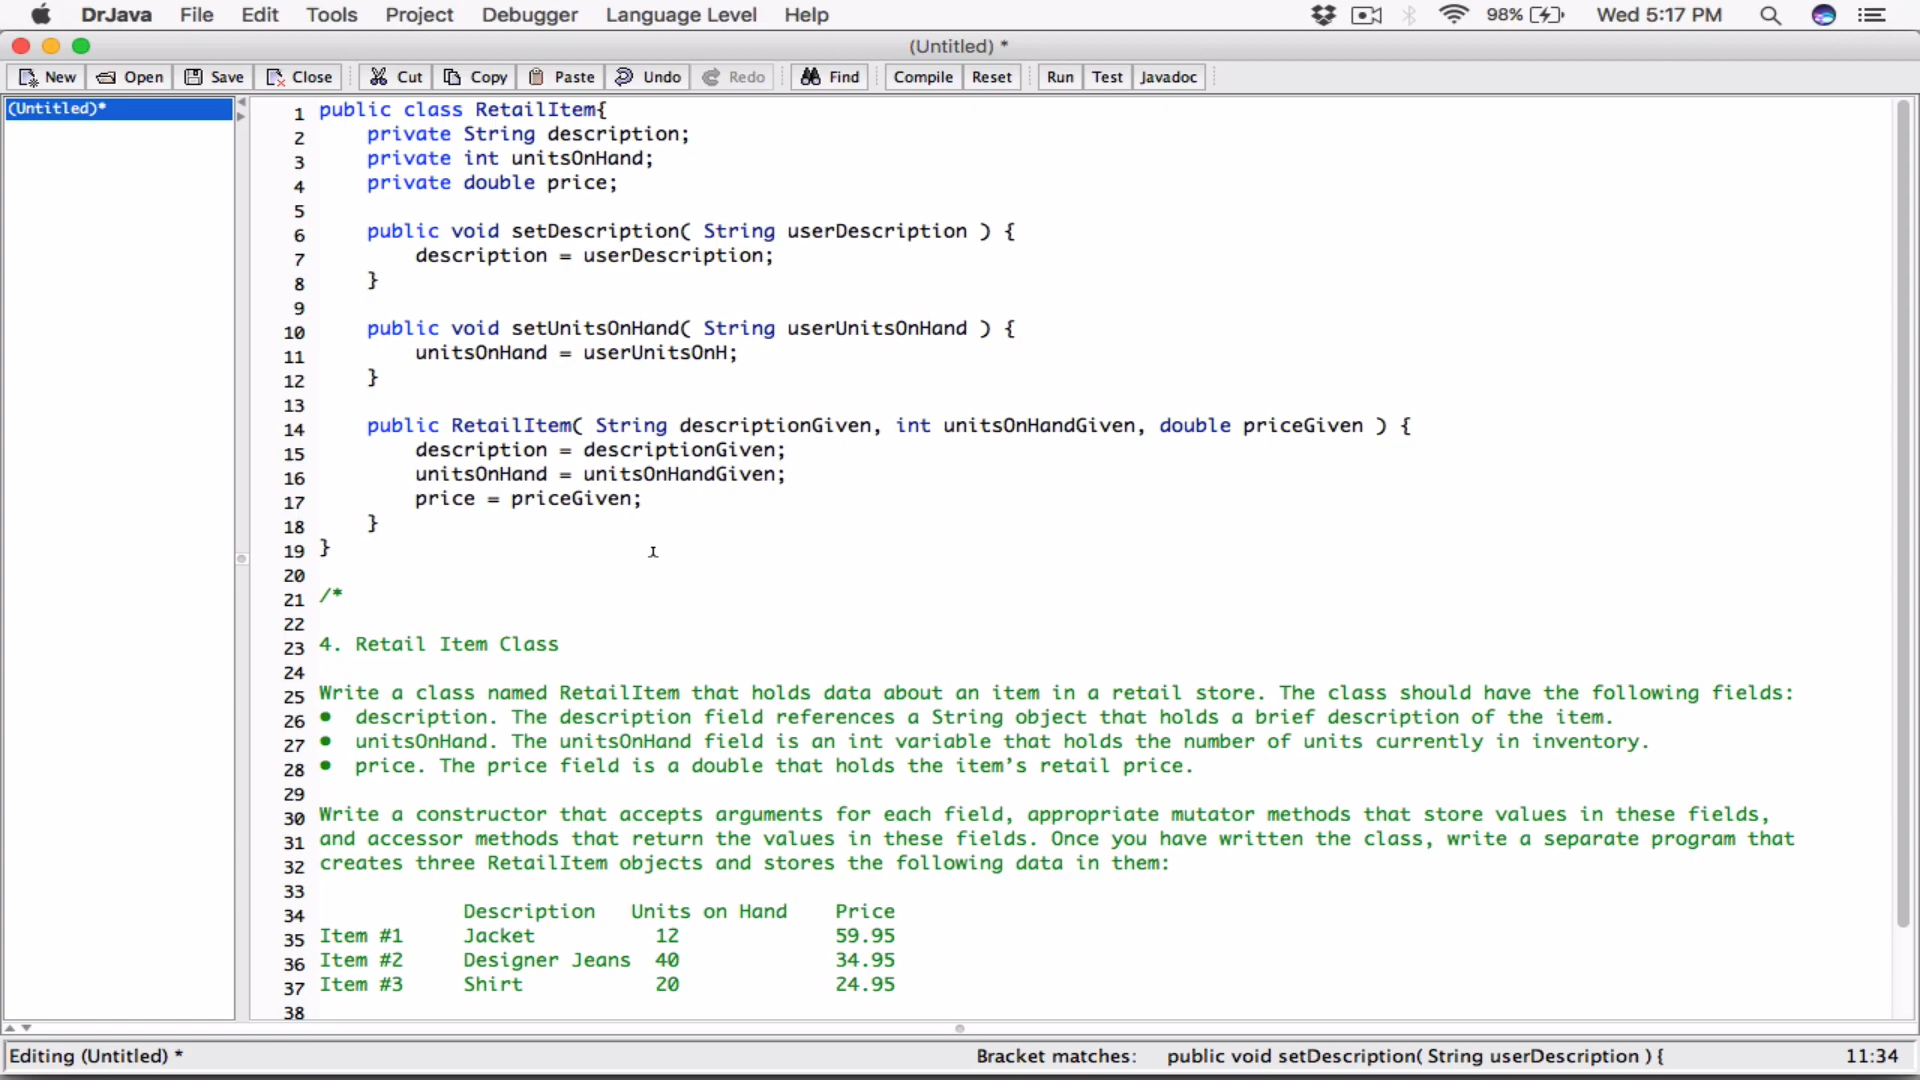 DrJava File Edit Tools Project Debugger Language Level Help 98% Wed 5:17 PM
(Untitled) *
New Open Save Close Cut Copy Paste Undo Redo Find Compile Reset Run Test Javadoc
(Untitled)*
1 public class RetailItem{
2 private String description;
3 private int unitsOnHand;
4 private double price;
5
6 public void setDescription( String userDescription ) {
7 description = userDescription;
8 }
9
10 public void setUnitsOnHand( String userUnitsOnHand ) {
11 unitsOnHand = userUnitsOnH;
12 }
13
14 public RetailItem( String descriptionGiven, int unitsOnHandGiven, double priceGiven ) {
15 description = descriptionGiven;
16 unitsOnHand = unitsOnHandGiven;
17 price = priceGiven;
18 }
19 }
20
21 /*
22
23 4. Retail Item Class
24
25 Write a class named RetailItem that holds data about an item in a retail store. The class should have the following fields:
26 • description. The description field references a String object that holds a brief description of the item.
27 • unitsOnHand. The unitsOnHand field is an int variable that holds the number of units currently in inventory.
28 • price. The price field is a double that holds the item’s retail price.
29
30 Write a constructor that accepts arguments for each field, appropriate mutator methods that store values in these fields,
31 and accessor methods that return the values in these fields. Once you have written the class, write a separate program that
32 creates three RetailItem objects and stores the following data in them:
33
34 Description Units on Hand Price
35 Item #1 Jacket 12 59.95
36 Item #2 Designer Jeans 40 34.95
37 Item #3 Shirt 20 24.95
38
Editing (Untitled) * Bracket matches: public void setDescription( String userDescription ) { 11:34